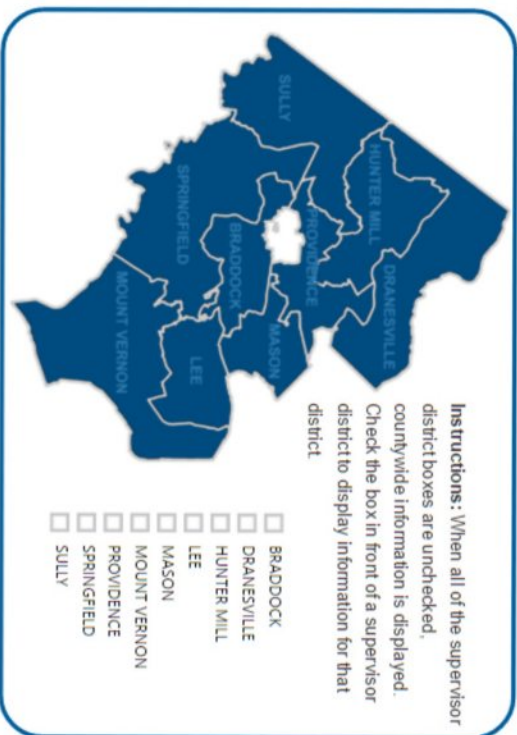 Instructions: When all of the supervisor
district boxes are unchecked,
countywide information is displayed.
Check the box in front of a supervisor
district to display information for that
district.
DRANESVILLE
HUNTER MILL
SULLY
PROVIDENCE
MASON
BRADDOCK
SPRINGFIELD
LEE
MOUNT VERNON
BRADDOCK
DRANESVILLE
HUNTER MILL
LEE
MASON
MOUNT VERNON
PROVIDENCE
SPRINGFIELD
SULLY